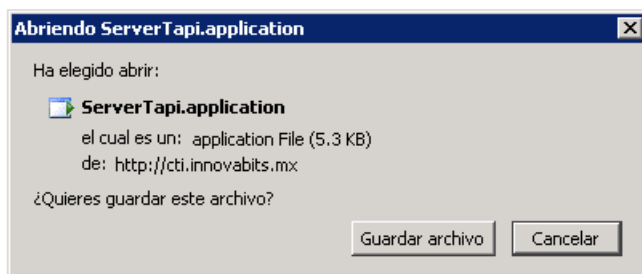 Abriendo ServerTapi.application
Ha elegido abrir:
ServerTapi.application
el cual es un: application File (5.3 KB)
de: http://cti.innovabits.mx
¿Quieres guardar este archivo?
Guardar archivo Cancelar